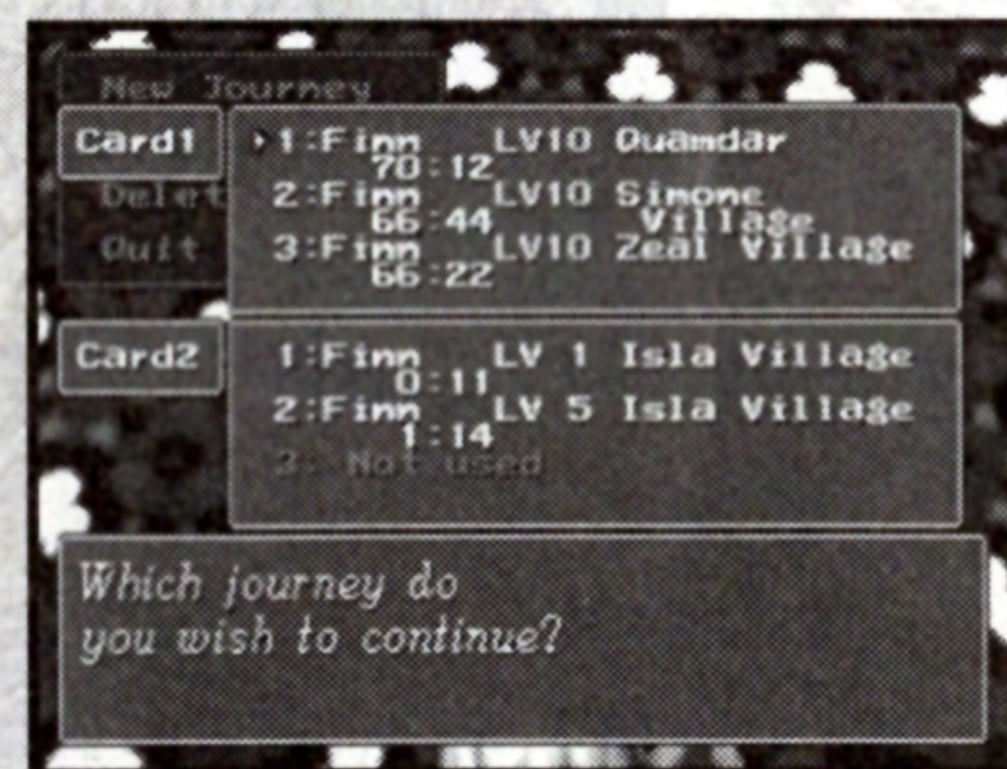 New Journey
Card1
1:Finn LV10 Quamdar
70:12
Delet
2:Finn LV10 Simone
66:44 Village
Quit
3:Finn LV10 Zeal Village
66:22
Card2
1:Finn LV 1 Isla Village
0:11
2:Finn LV 5 Isla Village
1:14
3: Not used
Which journey do
you wish to continue?